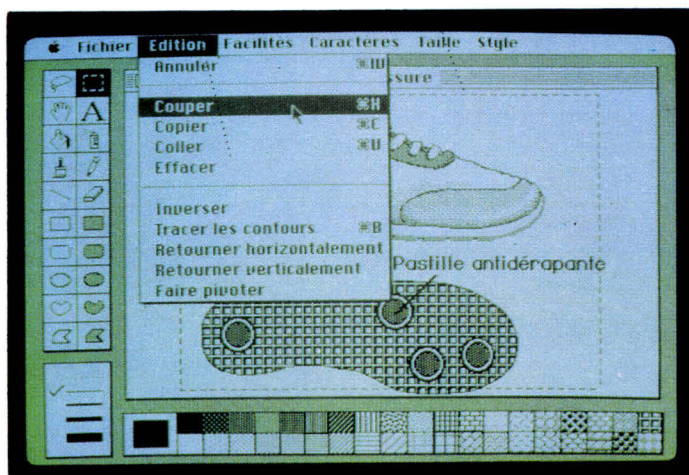 Fichier Edition Facilités Caractères Taille Style
Annuler ⌘W
Couper ⌘H
Copier ⌘C
Coller ⌘U
Effacer
Inverser
Tracer les contours ⌘B
Retourner horizontalement
Retourner verticalement
Faire pivoter
A
Pastille antidérapante